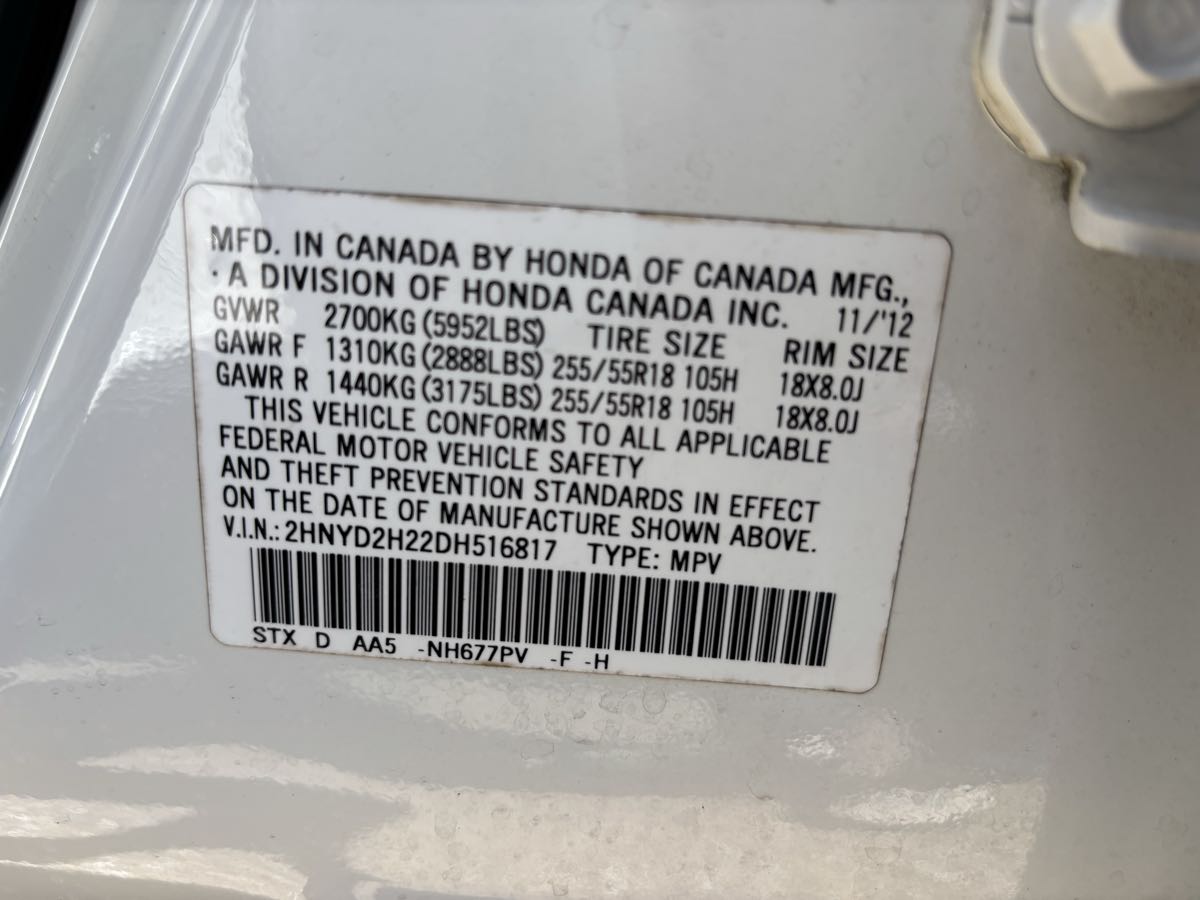 MFD. IN CANADA BY HONDA OF CANADA MFG.,
· A DIVISION OF HONDA CANADA INC. 11/'12
GVWR 2700KG (5952LBS) TIRE SIZE RIM SIZE
GAWR F 1310KG (2888LBS) 255/55R18 105H 18X8.0J
GAWR R 1440KG (3175LBS) 255/55R18 105H 18X8.0J
THIS VEHICLE CONFORMS TO ALL APPLICABLE
FEDERAL MOTOR VEHICLE SAFETY
AND THEFT PREVENTION STANDARDS IN EFFECT
ON THE DATE OF MANUFACTURE SHOWN ABOVE.
V.I.N.: 2HNYD2H22DH516817 TYPE: MPV
STX D AA5 -NH677PV -F -H